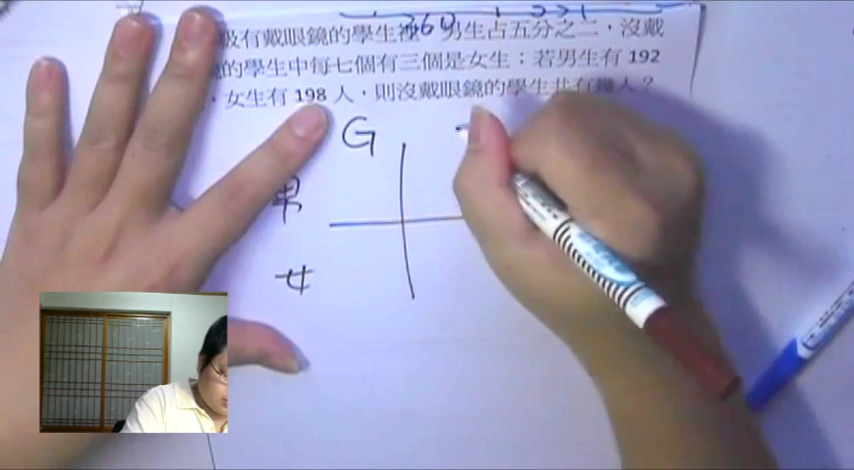 360 221
級有戴眼鏡的學生裡,男生占五分之二,沒戴
的學生中每七個有三個是女生;若男生有 192
,女生有 198 人,則沒戴眼鏡的學生共有幾人?
G
男
女